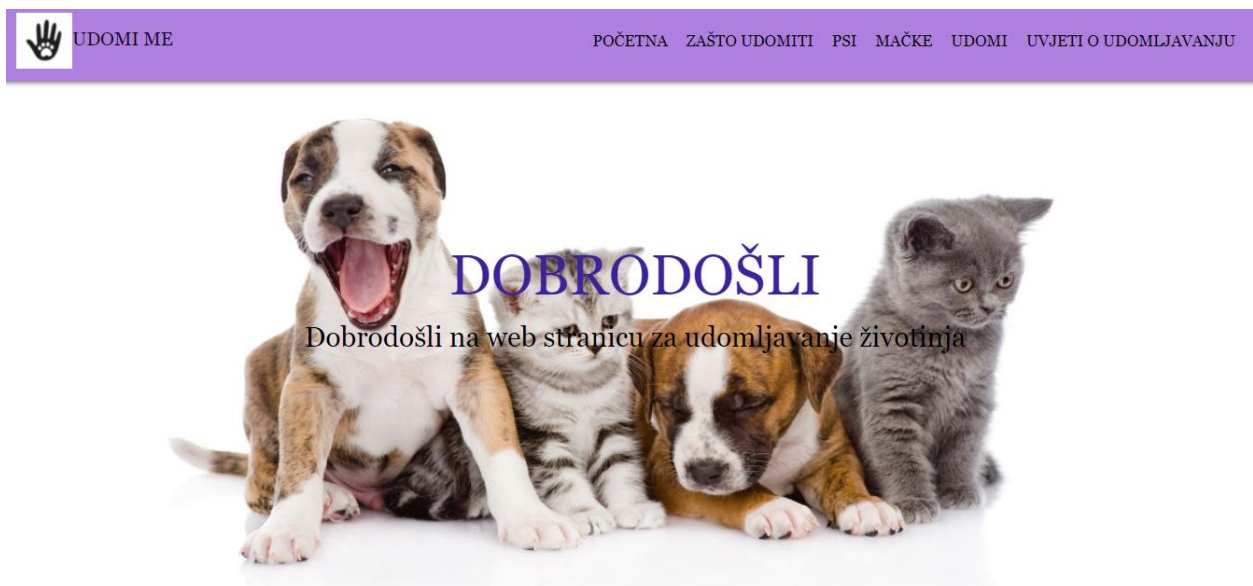 UDOMI ME
POČETNA ZAŠTO UDOMITI PSI MAČKE UDOMI UVJETI O UDOMLJAVANJU
DOBRODOŠLI
Dobrodošli na web stranicu za udomljavanje životinja